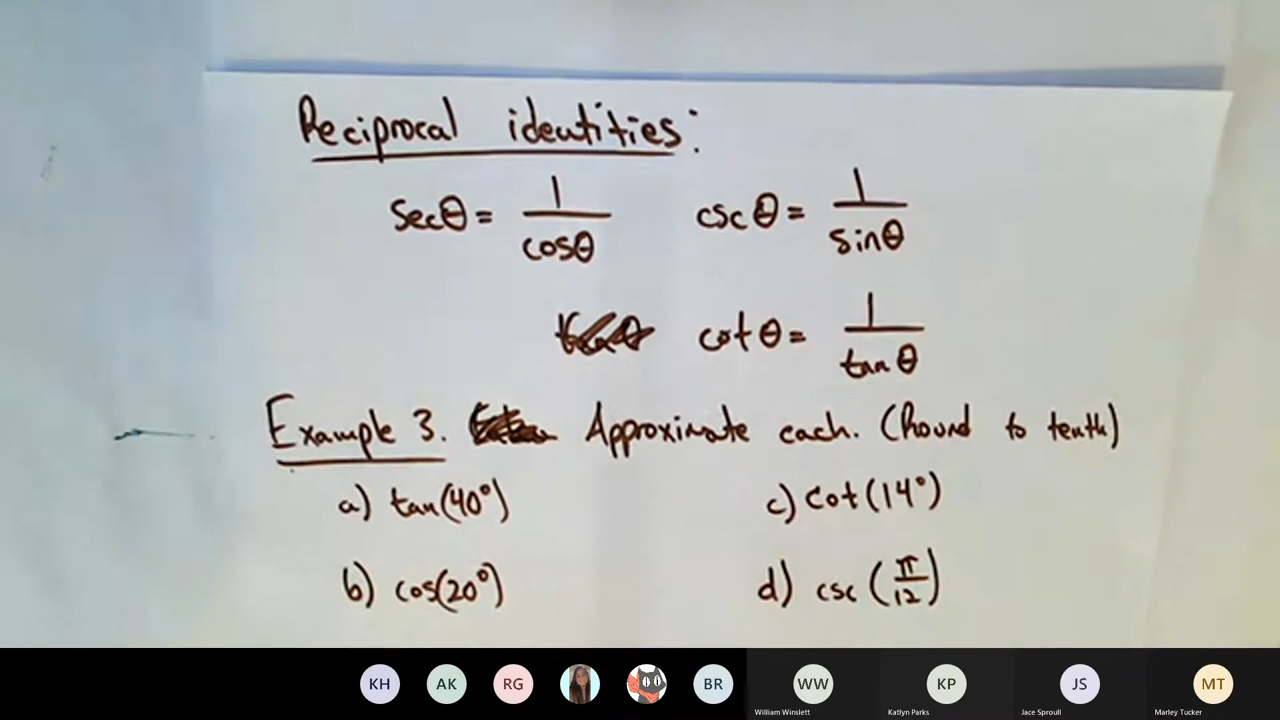 Reciprocal identities:
secθ = 1/cosθ cscθ = 1/sinθ
cotθ = 1/tanθ
Example 3. Approximate each. (Round to tenth)
a) tan(40°) c) cot(14°)
b) cos(20°) d) csc(π/12)
KH AK RG BR WW KP JS MT
William Winslett Katlyn Parks Jace Sproull Marley Tucker